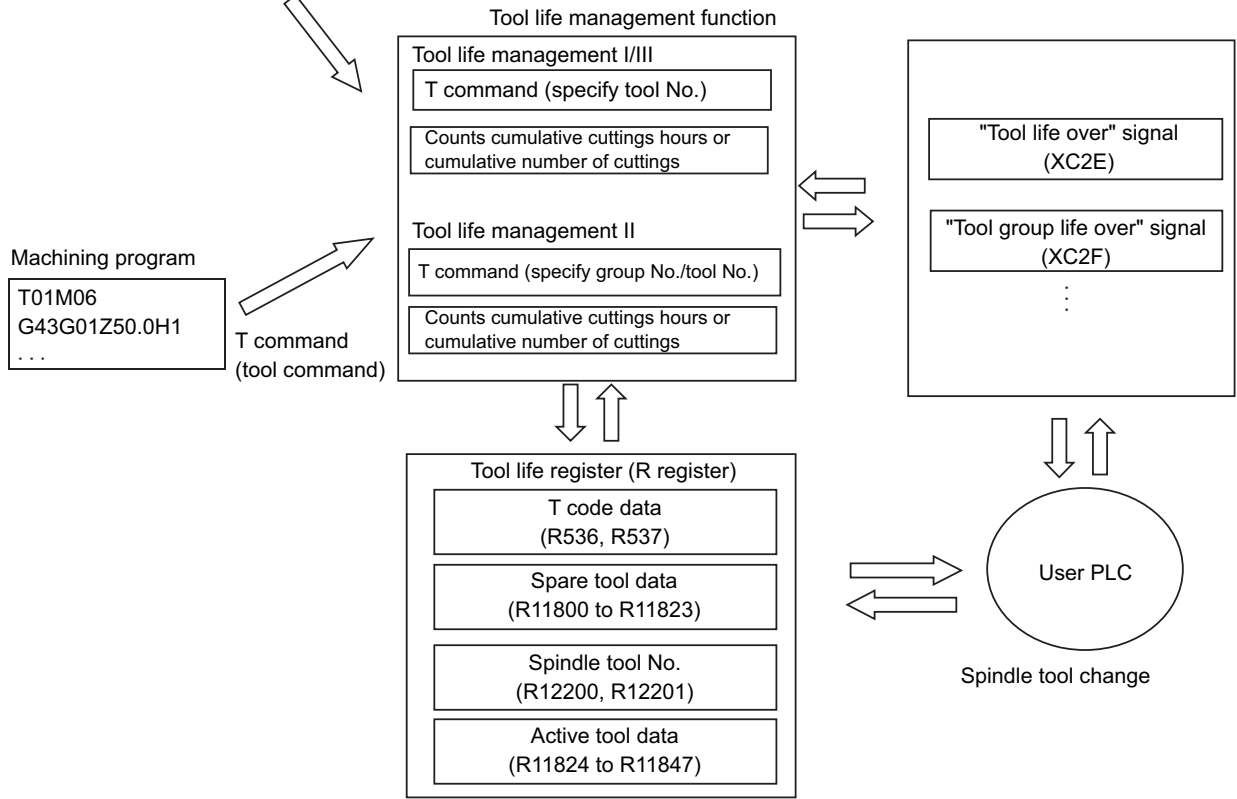 Tool life management function
Tool life management I/III
T command (specify tool No.)
Counts cumulative cuttings hours or
cumulative number of cuttings
Tool life management II
T command (specify group No./tool No.)
Counts cumulative cuttings hours or
cumulative number of cuttings
"Tool life over" signal
(XC2E)
"Tool group life over" signal
(XC2F)
. . .
Machining program
T01M06
G43G01Z50.0H1
. . .
T command
(tool command)
Tool life register (R register)
T code data
(R536, R537)
Spare tool data
(R11800 to R11823)
Spindle tool No.
(R12200, R12201)
Active tool data
(R11824 to R11847)
User PLC
Spindle tool change